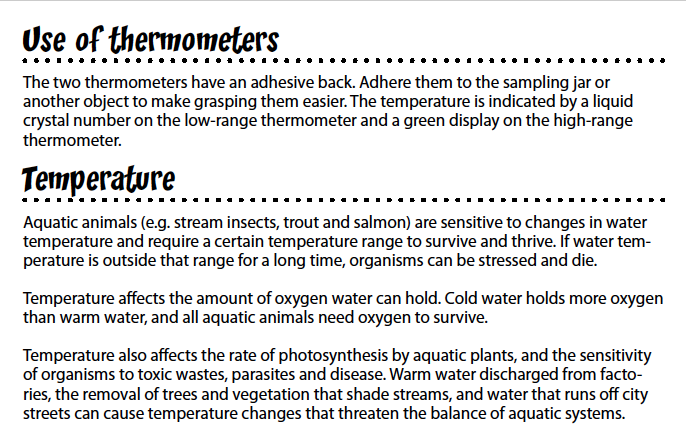 Use of thermometers
The two thermometers have an adhesive back. Adhere them to the sampling jar or
another object to make grasping them easier. The temperature is indicated by a liquid
crystal number on the low-range thermometer and a green display on the high-range
thermometer.
Temperature
Aquatic animals (e.g. stream insects, trout and salmon) are sensitive to changes in water
temperature and require a certain temperature range to survive and thrive. If water tem-
perature is outside that range for a long time, organisms can be stressed and die.
Temperature affects the amount of oxygen water can hold. Cold water holds more oxygen
than warm water, and all aquatic animals need oxygen to survive.
Temperature also affects the rate of photosynthesis by aquatic plants, and the sensitivity
of organisms to toxic wastes, parasites and disease. Warm water discharged from facto-
ries, the removal of trees and vegetation that shade streams, and water that runs off city
streets can cause temperature changes that threaten the balance of aquatic systems.